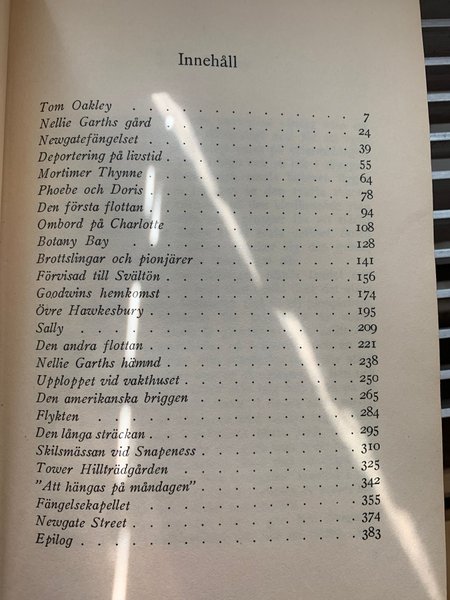 Innehåll
Tom Oakley . . . . . . . . . . . . 7
Nellie Garths gård . . . . . . . . . . . 24
Newgatefängelset . . . . . . . . . . . 39
Deportering på livstid . . . . . . . . . . 55
Mortimer Thynne . . . . . . . . . . . 64
Phoebe och Doris . . . . . . . . . . . 78
Den första flottan . . . . . . . . . . . 94
Ombord på Charlotte . . . . . . . . . . 108
Botany Bay . . . . . . . . . . . . 128
Brottslingar och pionjärer . . . . . . . . . 141
Förvisad till Svältön . . . . . . . . . . 156
Goodwins hemkomst . . . . . . . . . . 174
Övre Hawkesbury . . . . . . . . . . . 195
Sally . . . . . . . . . . . . . 209
Den andra flottan . . . . . . . . . . . 221
Nellie Garths hämnd . . . . . . . . . . 238
Upploppet vid vakthuset . . . . . . . . . 250
Den amerikanska briggen . . . . . . . . . 265
Flykten . . . . . . . . . . . . . 284
Den långa sträckan . . . . . . . . . . . 295
Skilsmässan vid Snapeness . . . . . . . . . 310
Tower Hillträdgården . . . . . . . . . . 325
"Att hängas på måndagen" . . . . . . . . . 342
Fängelsekapellet . . . . . . . . . . . 355
Newgate Street . . . . . . . . . . . . 374
Epilog . . . . . . . . . . . . . 383